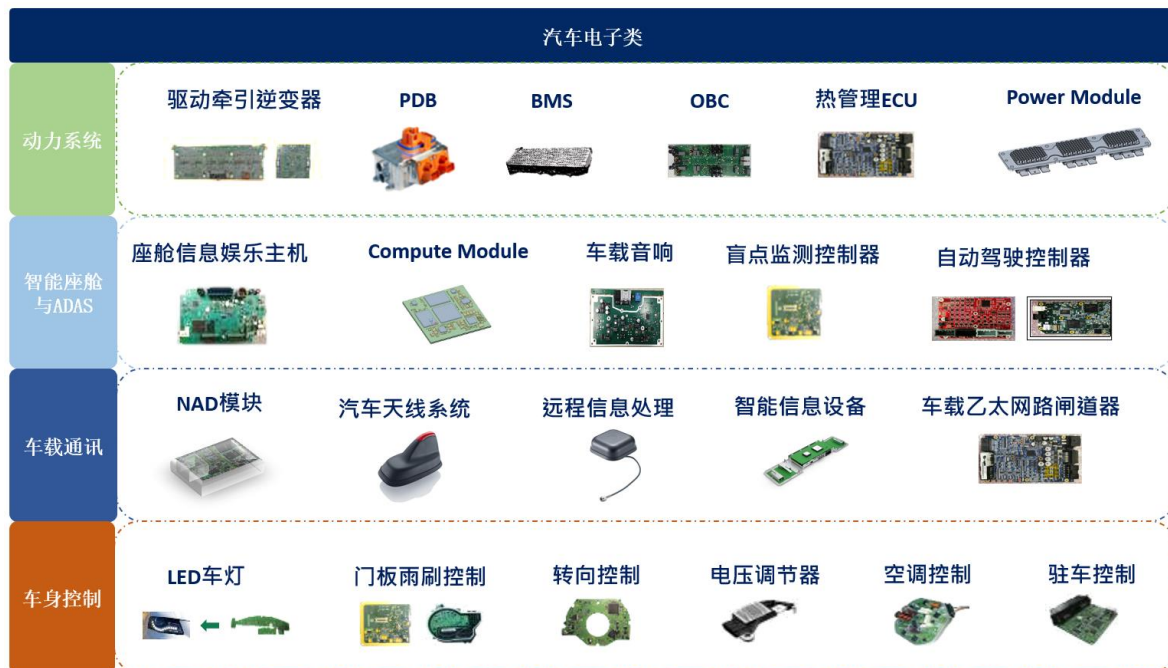 汽车电子类
动力系统
驱动牵引逆变器
PDB
BMS
OBC
热管理ECU
Power Module
智能座舱
与ADAS
座舱信息娱乐主机
Compute Module
车载音响
盲点监测控制器
自动驾驶控制器
车载通讯
NAD模块
汽车天线系统
远程信息处理
智能信息设备
车载乙太网路闸道器
车身控制
LED车灯
门板雨刷控制
转向控制
电压调节器
空调控制
驻车控制